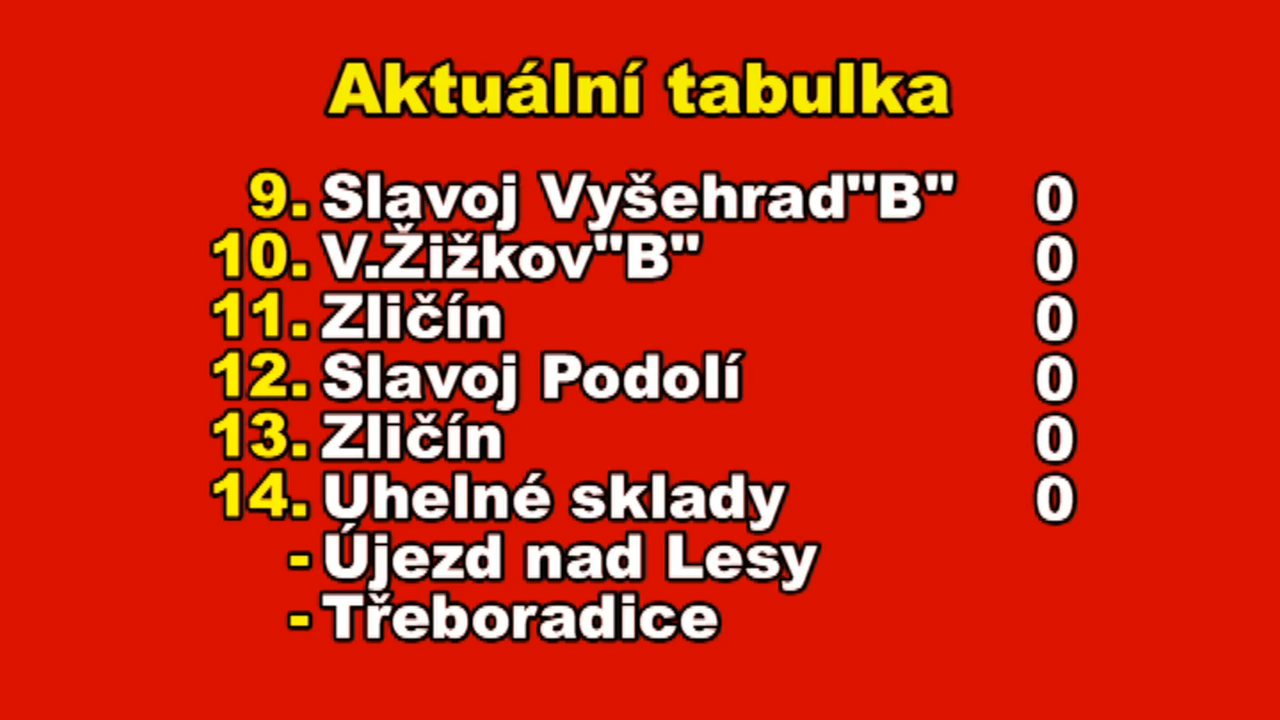 Aktuální tabulka
9. Slavoj Vyšehrad"B" 0
10. V.Žižkov"B" 0
11. Zličín 0
12. Slavoj Podolí 0
13. Zličín 0
14. Uhelné sklady 0
- Újezd nad Lesy
- Třeboradice